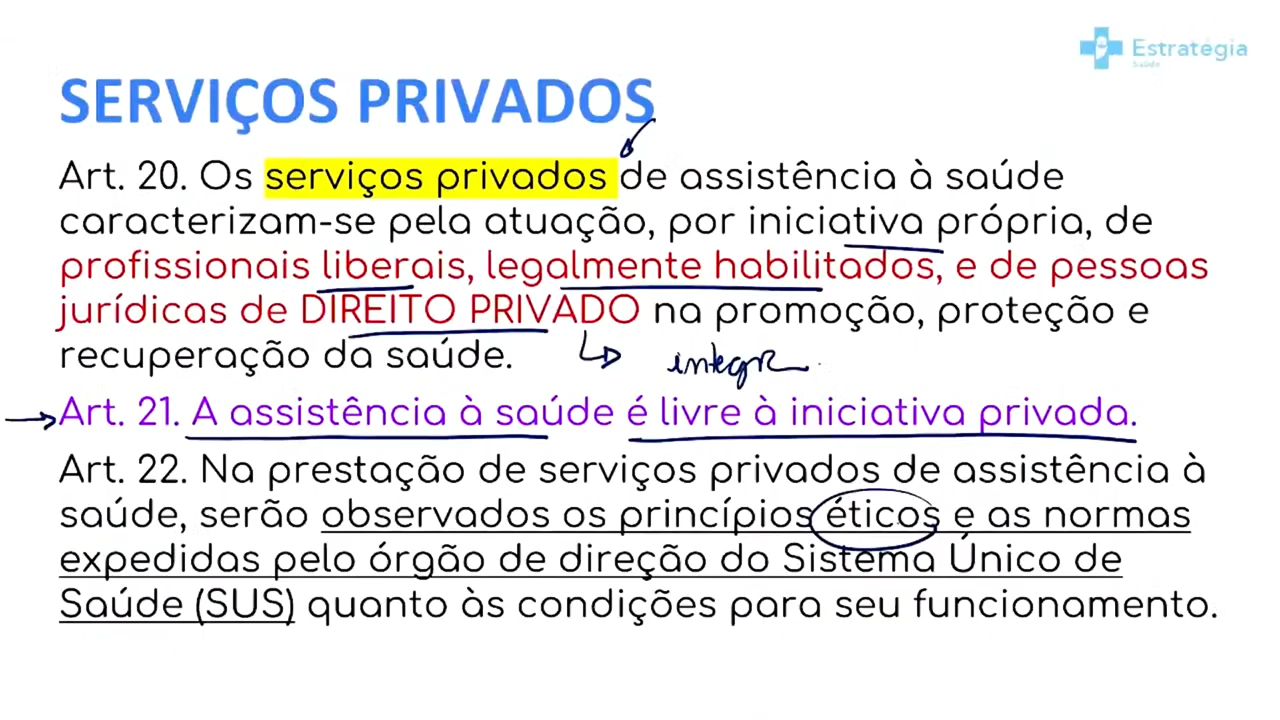 Estratégia
Saúde
SERVIÇOS PRIVADOS
Art. 20. Os serviços privados de assistência à saúde
caracterizam-se pela atuação, por iniciativa própria, de
profissionais liberais, legalmente habilitados, e de pessoas
jurídicas de DIREITO PRIVADO na promoção, proteção e
recuperação da saúde.
Art. 21. A assistência à saúde é livre à iniciativa privada.
Art. 22. Na prestação de serviços privados de assistência à
saúde, serão observados os princípios éticos e as normas
expedidas pelo órgão de direção do Sistema Único de
Saúde (SUS) quanto às condições para seu funcionamento.